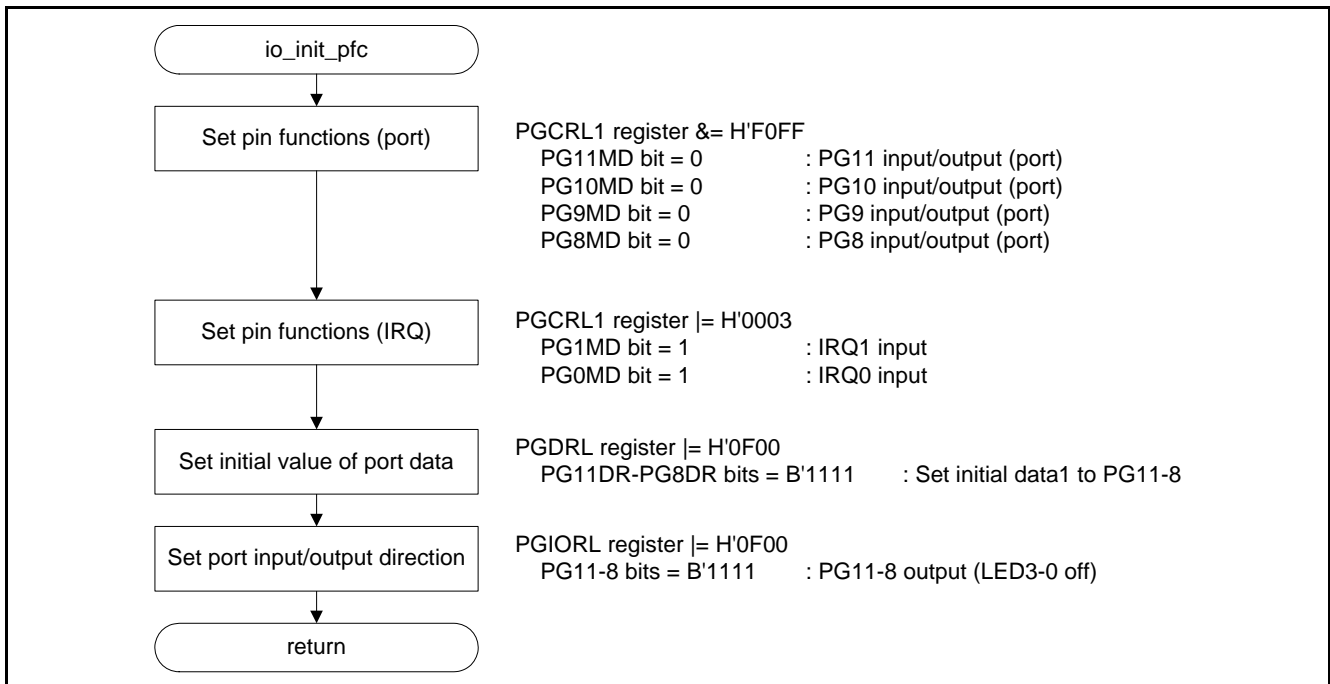 io_init_pfc
Set pin functions (port)
PGCRL1 register &= H'F0FF
PG11MD bit = 0 : PG11 input/output (port)
PG10MD bit = 0 : PG10 input/output (port)
PG9MD bit = 0 : PG9 input/output (port)
PG8MD bit = 0 : PG8 input/output (port)
Set pin functions (IRQ)
PGCRL1 register |= H'0003
PG1MD bit = 1 : IRQ1 input
PG0MD bit = 1 : IRQ0 input
Set initial value of port data
PGDRL register |= H'0F00
PG11DR-PG8DR bits = B'1111 : Set initial data1 to PG11-8
Set port input/output direction
PGIORL register |= H'0F00
PG11-8 bits = B'1111 : PG11-8 output (LED3-0 off)
return